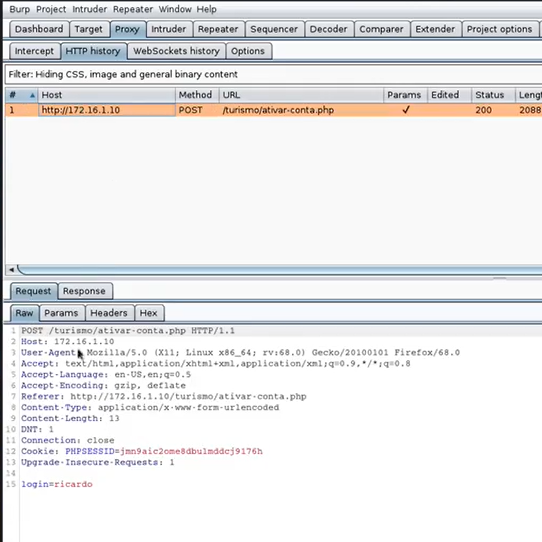 Burp Project Intruder Repeater Window Help
Dashboard Target Proxy Intruder Repeater Sequencer Decoder Comparer Extender Project options
Intercept HTTP history WebSockets history Options
Filter: Hiding CSS, image and general binary content
# Host Method URL Params Edited Status Lengt
1 http://172.16.1.10 POST /turismo/ativar-conta.php ✓ 200 2088
Request Response
Raw Params Headers Hex
1 POST /turismo/ativar-conta.php HTTP/1.1
2 Host: 172.16.1.10
3 User-Agent: Mozilla/5.0 (X11; Linux x86_64; rv:68.0) Gecko/20100101 Firefox/68.0
4 Accept: text/html,application/xhtml+xml,application/xml;q=0.9,*/*;q=0.8
5 Accept-Language: en-US,en;q=0.5
6 Accept-Encoding: gzip, deflate
7 Referer: http://172.16.1.10/turismo/ativar-conta.php
8 Content-Type: application/x-www-form-urlencoded
9 Content-Length: 13
10 DNT: 1
11 Connection: close
12 Cookie: PHPSESSID=jmn9aic2ome8dbulmddcj9176h
13 Upgrade-Insecure-Requests: 1
14
15 login=ricardo